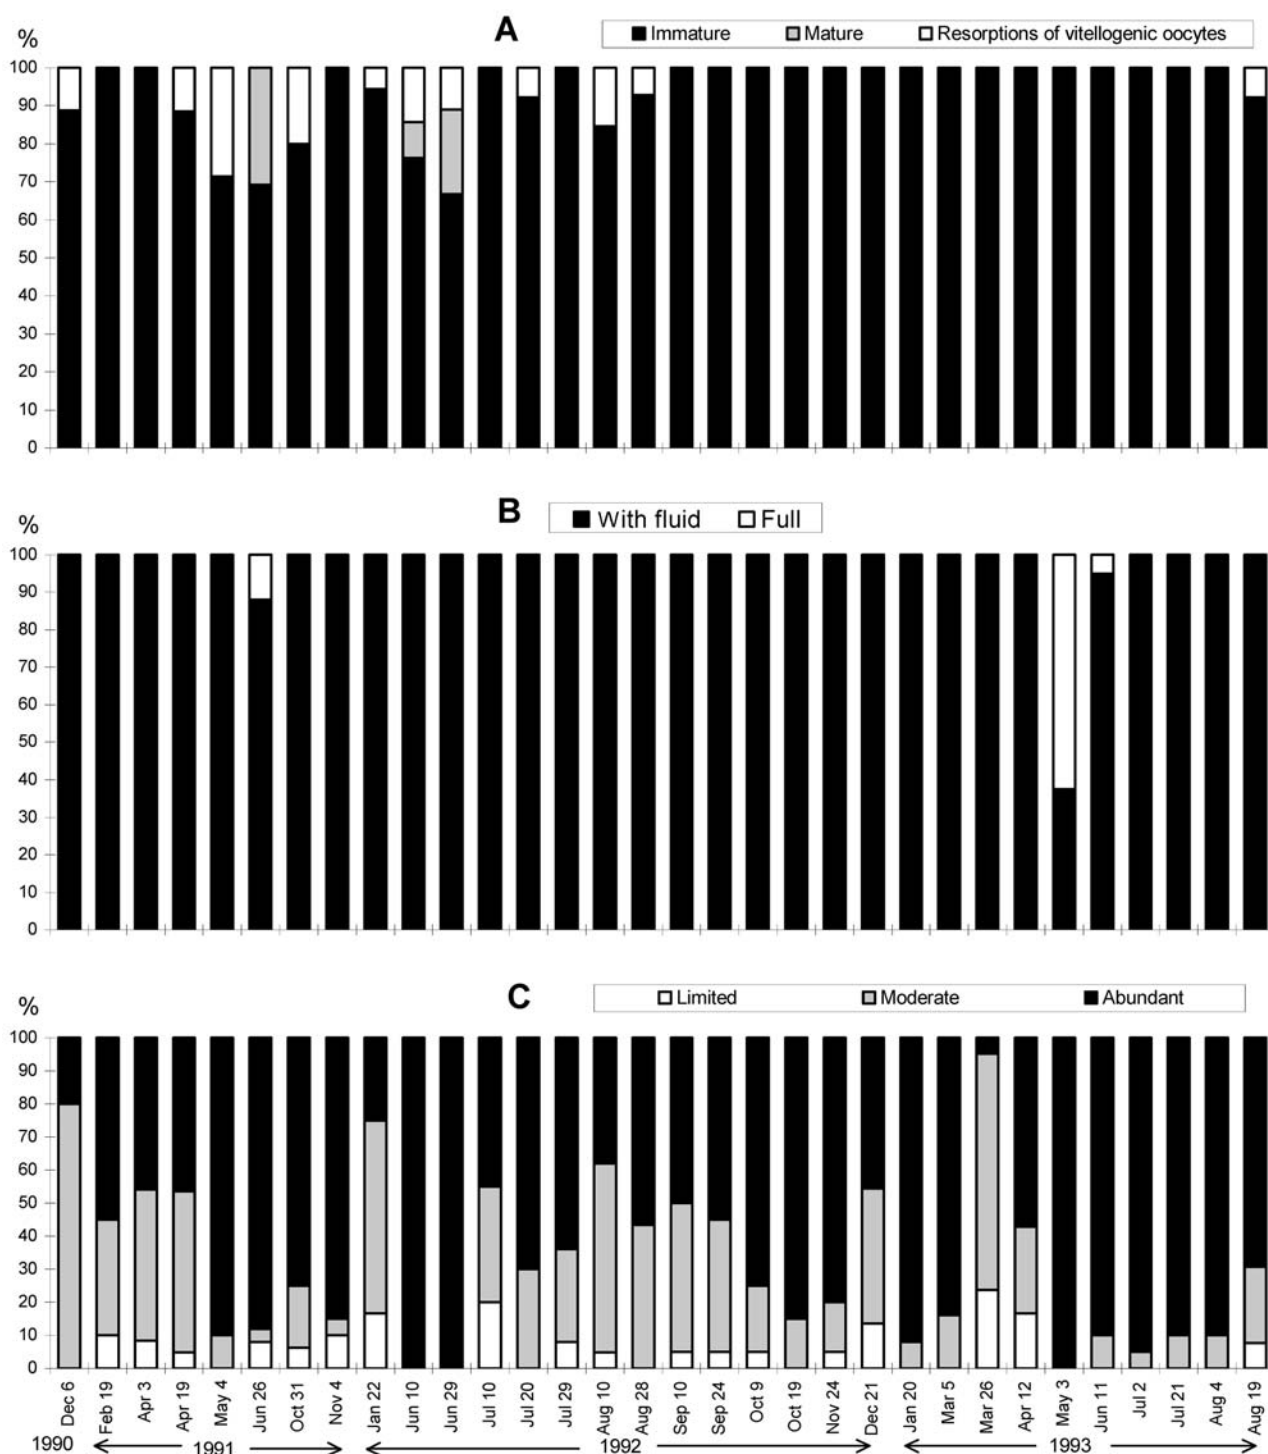 A
Immature Mature Resorptions of vitellogenic oocytes
%
100
90
80
70
60
50
40
30
20
10
0
B
With fluid Full
%
100
90
80
70
60
50
40
30
20
10
0
C
Limited Moderate Abundant
%
100
90
80
70
60
50
40
30
20
10
0
Dec 6
Feb 19
Apr 3
Apr 19
May 4
Jun 26
Oct 31
Nov 4
Jan 22
Jun 10
Jun 29
Jul 10
Jul 20
Jul 29
Aug 10
Aug 28
Sep 10
Sep 24
Oct 9
Oct 19
Nov 24
Dec 21
Jan 20
Mar 5
Mar 26
Apr 12
May 3
Jun 11
Jul 2
Jul 21
Aug 4
Aug 19
1990 1991 1992 1993